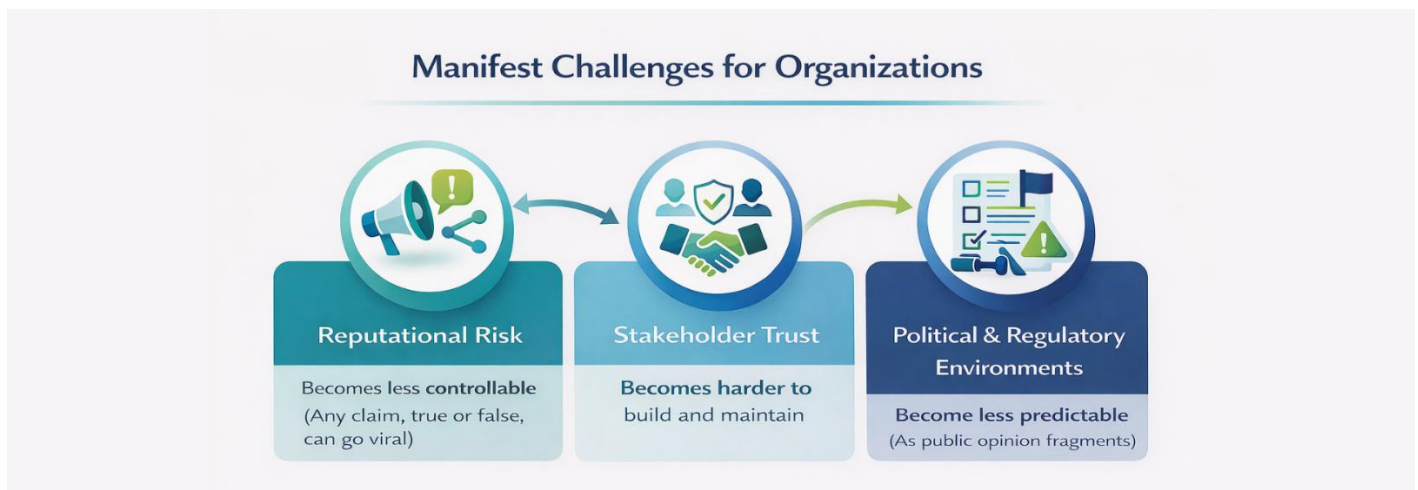 Manifest Challenges for Organizations
Reputational Risk
Becomes less controllable
(Any claim, true or false,
can go viral)
Stakeholder Trust
Becomes harder to
build and maintain
Political & Regulatory
Environments
Become less predictable
(As public opinion fragments)